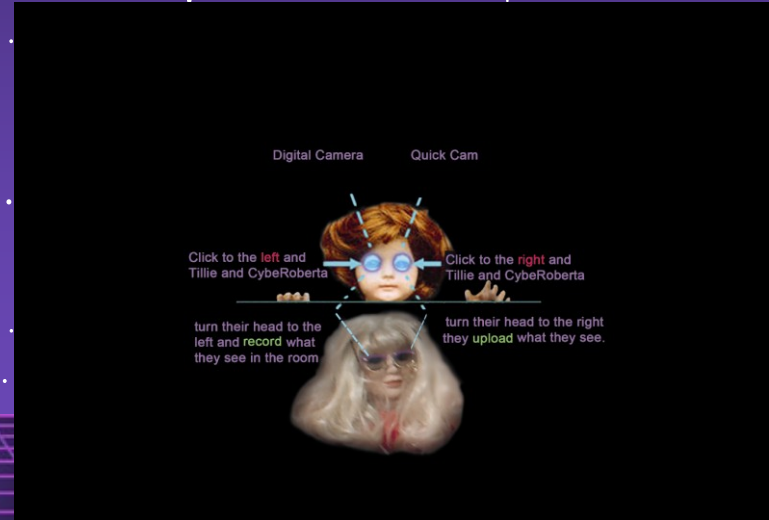 Digital Camera
Quick Cam
Click to the left and
Tillie and CybeRoberta
turn their head to the
left and record what
they see in the room
Click to the right and
Tillie and CybeRoberta
turn their head to the right
they upload what they see.